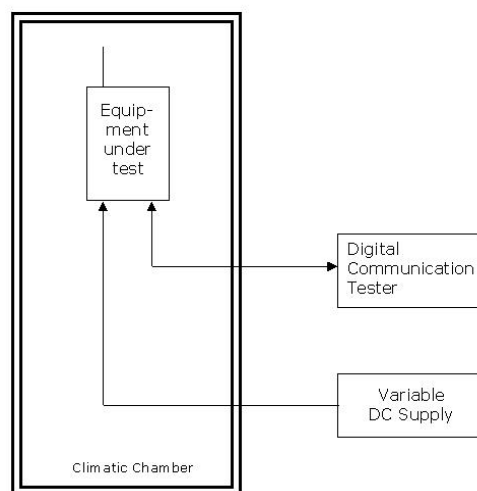 Equip-
ment
under
test
Digital
Communication
Tester
Variable
DC Supply
Climatic Chamber